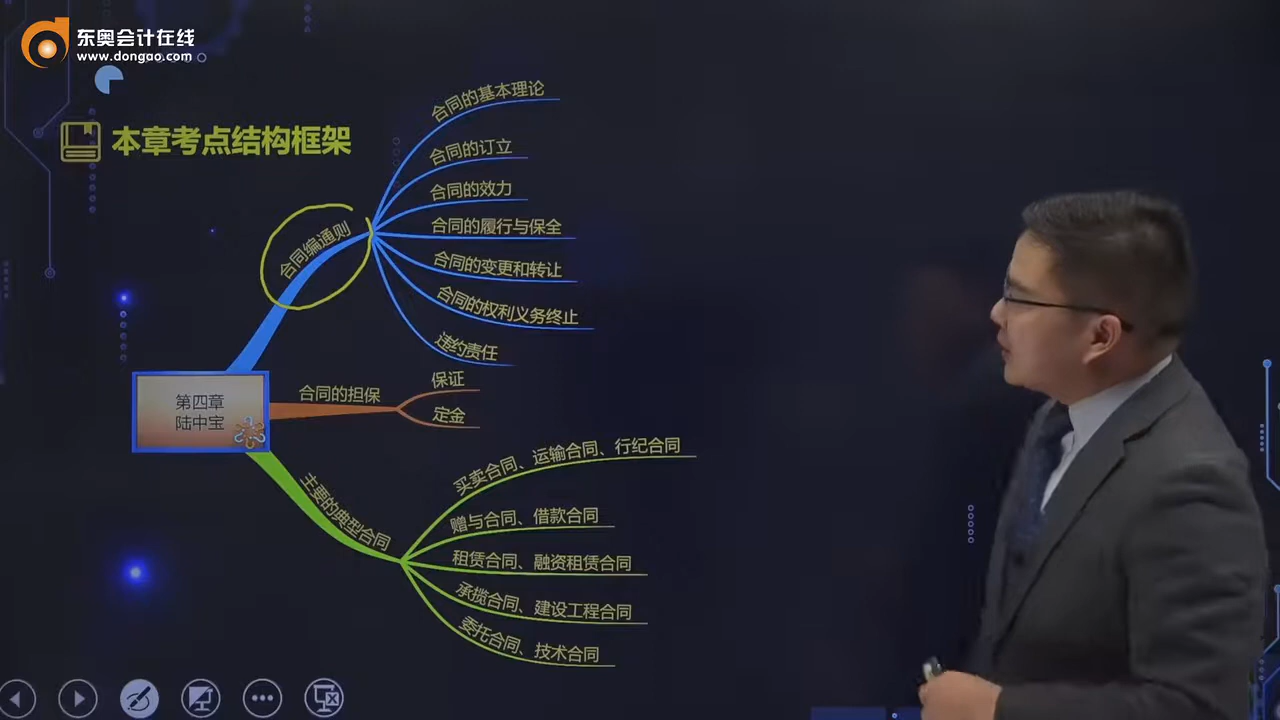 东奥会计在线
www.dongao.com
本章考点结构框架
合同编通则
合同的基本理论
合同的订立
合同的效力
合同的履行与保全
合同的变更和转让
合同的权利义务终止
违约责任
第四章
陆中宝
合同的担保
保证
定金
主要的典型合同
买卖合同、运输合同、行纪合同
赠与合同、借款合同
租赁合同、融资租赁合同
承揽合同、建设工程合同
委托合同、技术合同